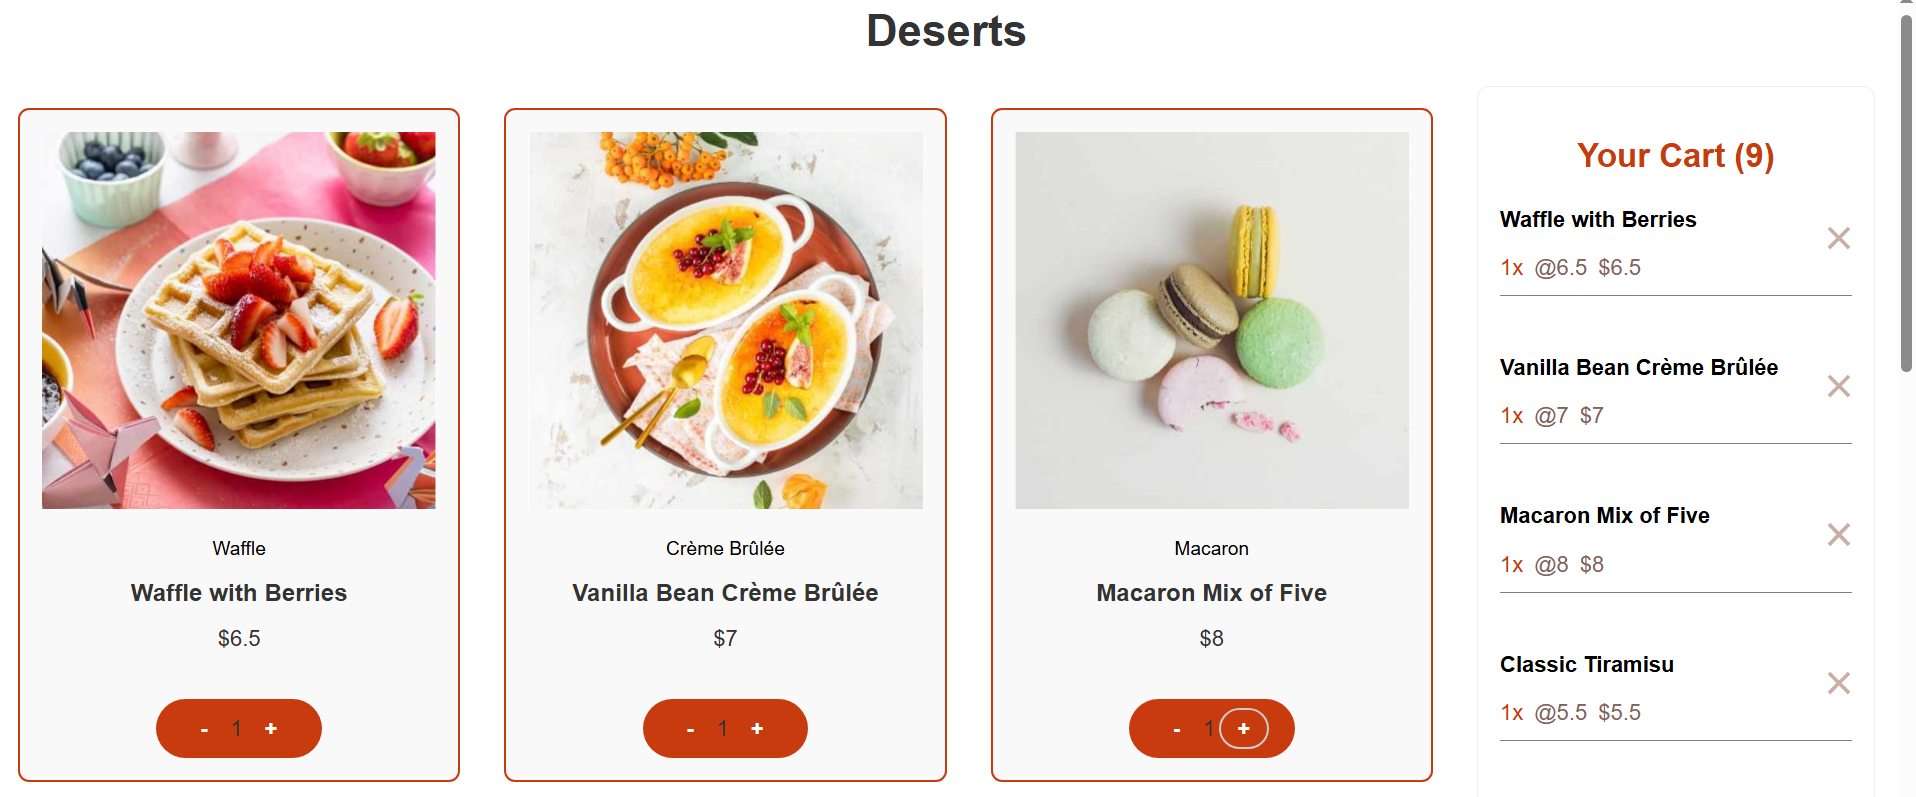 Deserts
Waffle
Waffle with Berries
$6.5
- 1 +
Crème Brûlée
Vanilla Bean Crème Brûlée
$7
- 1 +
Macaron
Macaron Mix of Five
$8
- 1 +
Your Cart (9)
Waffle with Berries
1x @6.5 $6.5
Vanilla Bean Crème Brûlée
1x @7 $7
Macaron Mix of Five
1x @8 $8
Classic Tiramisu
1x @5.5 $5.5